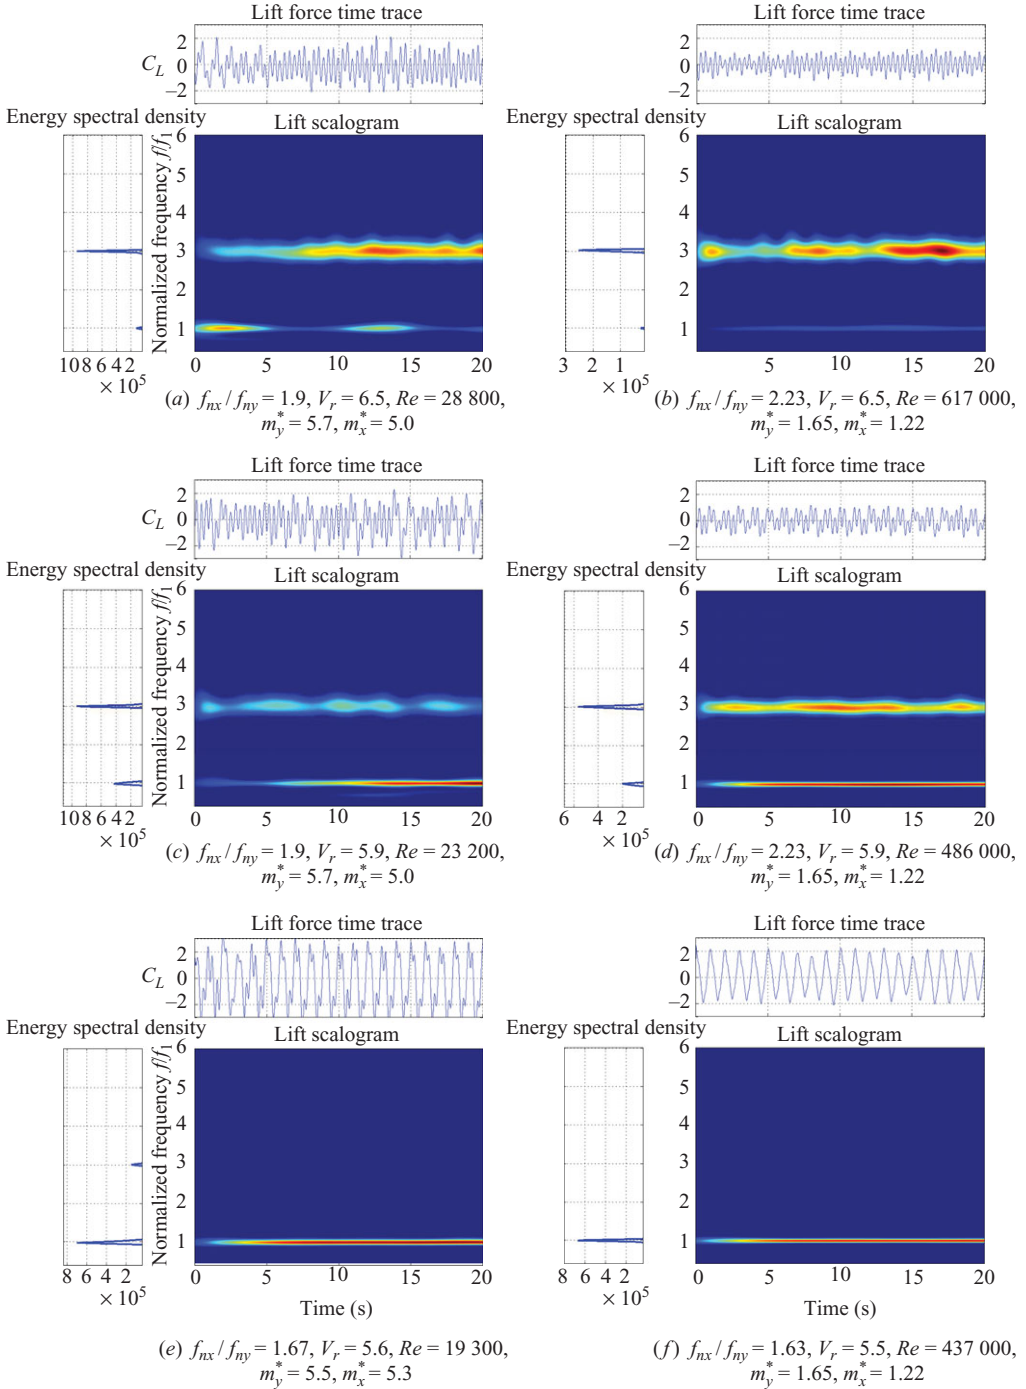 Lift force time trace
C_L
2
0
–2
Energy spectral density
10 8 6 4 2
× 10^5
Lift scalogram
Normalized frequency f/f_1
6
5
4
3
2
1
0 5 10 15 20
(a) f_nx / f_ny = 1.9, V_r = 6.5, Re = 28 800,
m*_y = 5.7, m*_x = 5.0
Lift force time trace
2
0
–2
Energy spectral density
3 2 1
× 10^5
Lift scalogram
6
5
4
3
2
1
0 5 10 15 20
(b) f_nx / f_ny = 2.23, V_r = 6.5, Re = 617 000,
m*_y = 1.65, m*_x = 1.22
Lift force time trace
C_L
2
0
–2
Energy spectral density
10 8 6 4 2
× 10^5
Lift scalogram
Normalized frequency f/f_1
6
5
4
3
2
1
0 5 10 15 20
(c) f_nx / f_ny = 1.9, V_r = 5.9, Re = 23 200,
m*_y = 5.7, m*_x = 5.0
Lift force time trace
2
0
–2
Energy spectral density
6 4 2
× 10^5
Lift scalogram
6
5
4
3
2
1
0 5 10 15 20
(d) f_nx / f_ny = 2.23, V_r = 5.9, Re = 486 000,
m*_y = 1.65, m*_x = 1.22
Lift force time trace
C_L
2
0
–2
Energy spectral density
8 6 4 2
× 10^5
Lift scalogram
Normalized frequency f/f_1
6
5
4
3
2
1
0 5 10 15 20
Time (s)
(e) f_nx / f_ny = 1.67, V_r = 5.6, Re = 19 300,
m*_y = 5.5, m*_x = 5.3
Lift force time trace
2
0
–2
Energy spectral density
8 6 4 2
× 10^5
Lift scalogram
6
5
4
3
2
1
0 5 10 15 20
Time (s)
(f) f_nx / f_ny = 1.63, V_r = 5.5, Re = 437 000,
m*_y = 1.65, m*_x = 1.22